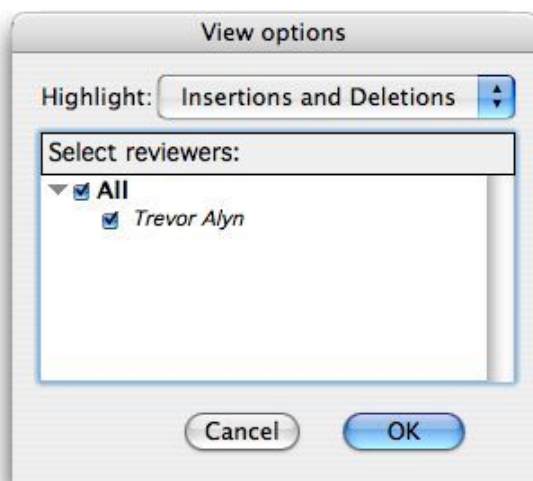 View options
Highlight: Insertions and Deletions
Select reviewers:
All
Trevor Alyn
Cancel OK